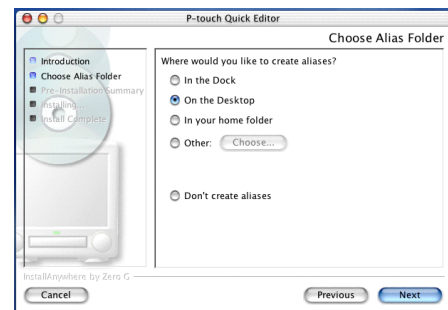 P-touch Quick Editor
Choose Alias Folder
Introduction
Choose Alias Folder
Pre-Installation Summary
Installing...
Install Complete
Where would you like to create aliases?
In the Dock
On the Desktop
In your home folder
Other: Choose...
Don't create aliases
InstallAnywhere by Zero G
Cancel
Previous
Next